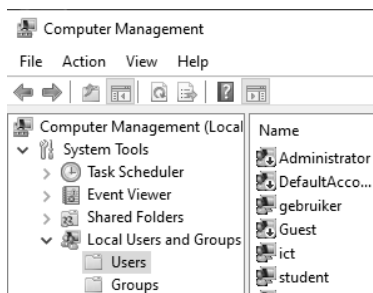 Computer Management
File Action View Help
Computer Management (Local
System Tools
Task Scheduler
Event Viewer
Shared Folders
Local Users and Groups
Users
Groups
Name
Administrator
DefaultAcco...
gebruiker
Guest
ict
student